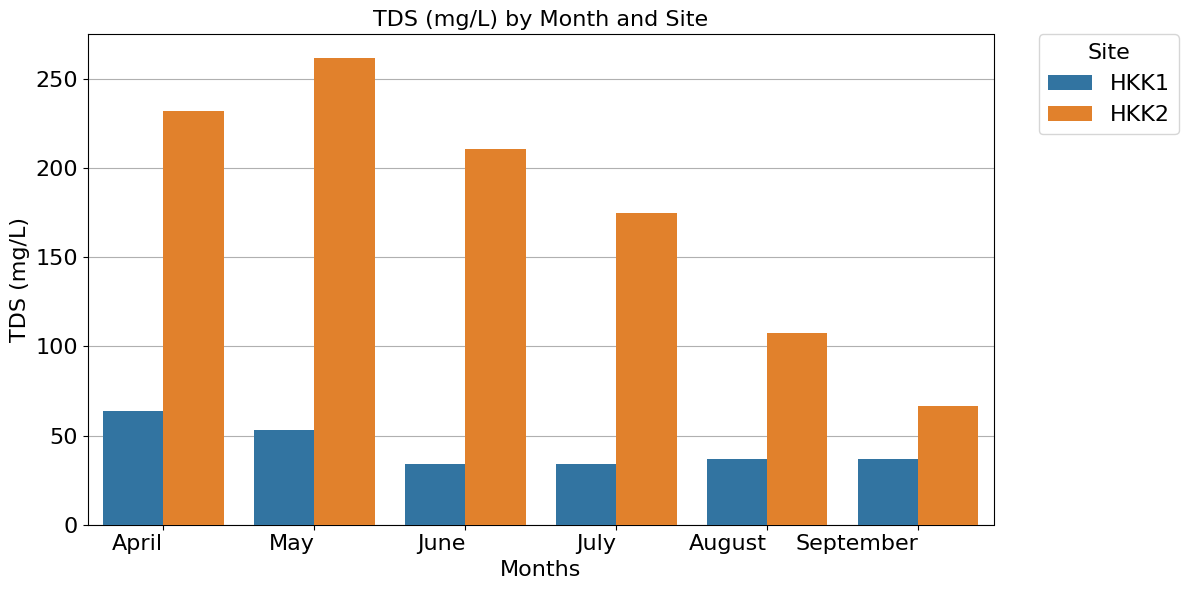 TDS (mg/L) by Month and Site
Site
HKK1
HKK2
TDS (mg/L)
250
200
150
100
50
0
April May June July August September
Months